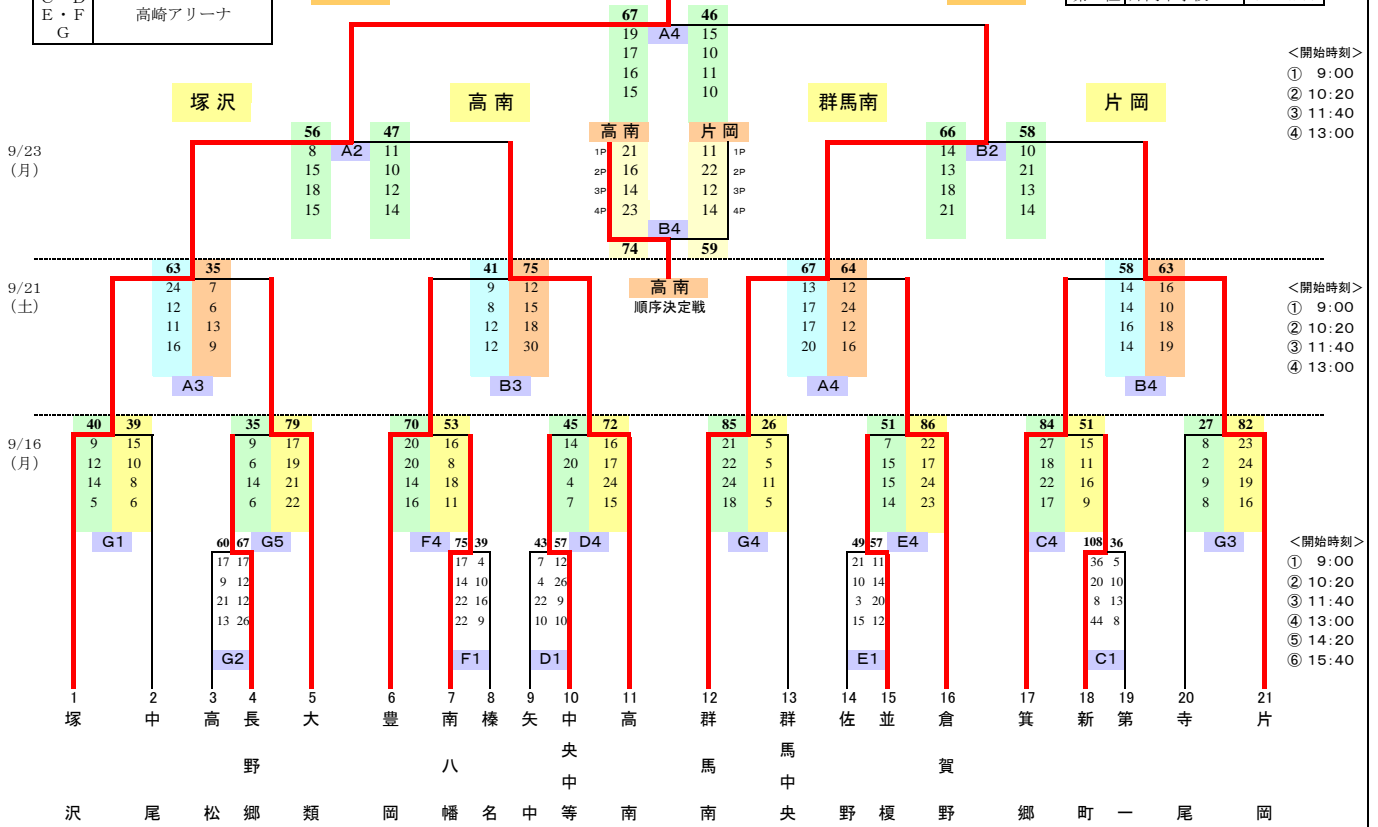 E・F 高崎アリーナ
G
67 46
19 A4 15
17 10
16 11
15 10
<開始時刻>
① 9:00
② 10:20
③ 11:40
④ 13:00
塚沢 高南 群馬南 片岡
9/23
(月)
56 47
8 A2 11
15 10
18 12
15 14
高南 片岡
1P 21 11 1P
2P 16 22 2P
3P 14 12 3P
4P 23 14 4P
B4
74 59
高南
順序決定戦
66 58
14 B2 10
13 21
18 13
21 14
9/21
(土)
63 35
24 7
12 6
11 13
16 9
A3
41 75
9 12
8 15
12 18
12 30
B3
67 64
13 12
17 24
17 12
20 16
A4
58 63
14 16
14 10
16 18
14 19
B4
<開始時刻>
① 9:00
② 10:20
③ 11:40
④ 13:00
9/16
(月)
40 39
9 15
12 10
14 8
5 6
G1
35 79
9 17
6 19
14 21
6 22
G5
70 53
20 16
20 8
14 18
16 11
F4
45 72
14 16
20 17
4 24
7 15
D4
85 26
21 5
22 5
24 11
18 5
G4
51 86
7 22
15 17
15 24
14 23
E4
84 51
27 15
18 11
22 16
17 9
C4
27 82
8 23
2 24
9 19
8 16
G3
60 67
17 17
9 12
21 12
13 26
G2
75 39
17 4
14 10
22 16
22 9
F1
43 57
7 12
4 26
22 9
10 10
D1
49 57
21 11
10 14
3 20
15 12
E1
108 36
36 5
20 10
8 13
44 8
C1
<開始時刻>
① 9:00
② 10:20
③ 11:40
④ 13:00
⑤ 14:20
⑥ 15:40
1 塚沢
2 中尾
3 高松
4 長野郷
5 大類
6 豊岡
7 南八幡
8 榛名
9 矢中
10 中央中等
11 高南
12 群馬南
13 群馬中央
14 佐野
15 並榎
16 倉賀野
17 箕郷
18 新町
19 第一
20 寺尾
21 片岡